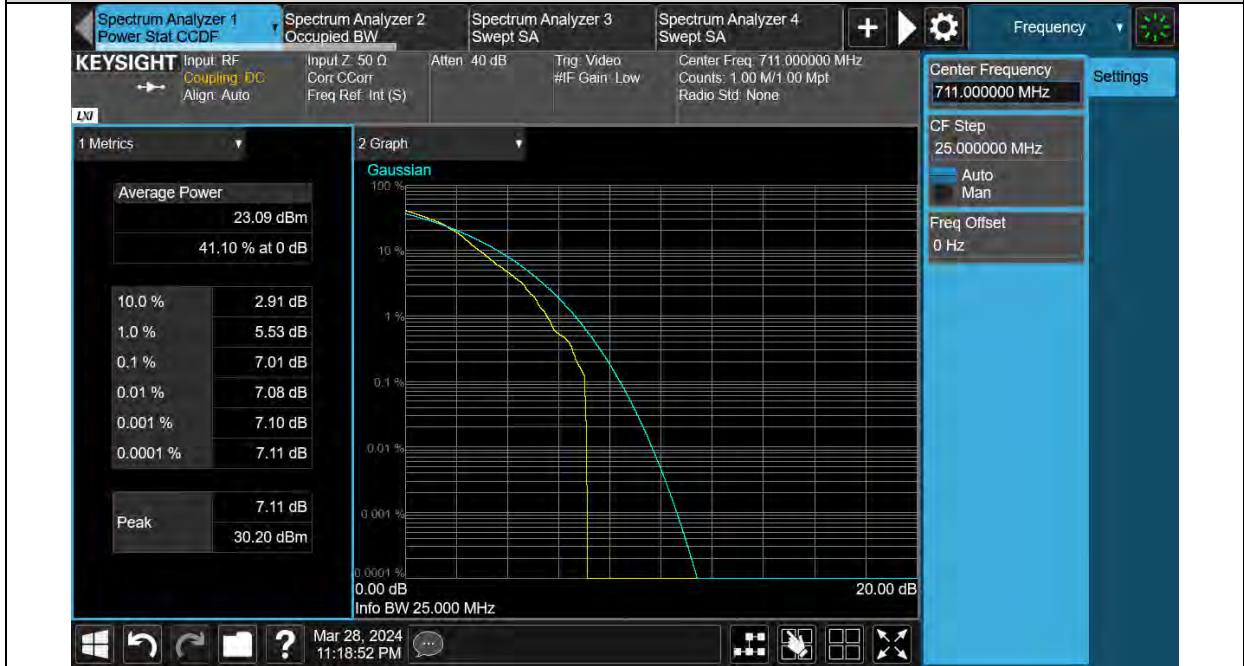 Spectrum Analyzer 1
Power Stat CCDF
Spectrum Analyzer 2
Occupied BW
Spectrum Analyzer 3
Swept SA
Spectrum Analyzer 4
Swept SA
+
Frequency
KEYSIGHT
LXI
Input: RF
Coupling: DC
Align: Auto
Input Z: 50 Ω
Corr CCorr
Freq Ref: Int (S)
Atten: 40 dB
Trig: Video
#IF Gain: Low
Center Freq: 711.000000 MHz
Counts: 1.00 M/1.00 Mpt
Radio Std: None
Center Frequency
711.000000 MHz
Settings
CF Step
25.000000 MHz
Auto
Man
Freq Offset
0 Hz
1 Metrics
Average Power
23.09 dBm
41.10 % at 0 dB
10.0 % 2.91 dB
1.0 % 5.53 dB
0.1 % 7.01 dB
0.01 % 7.08 dB
0.001 % 7.10 dB
0.0001 % 7.11 dB
Peak
7.11 dB
30.20 dBm
2 Graph
Gaussian
100 %
10 %
1 %
0.1 %
0.01 %
0.001 %
0.0001 %
0.00 dB
20.00 dB
Info BW 25.000 MHz
?
Mar 28, 2024
11:18:52 PM